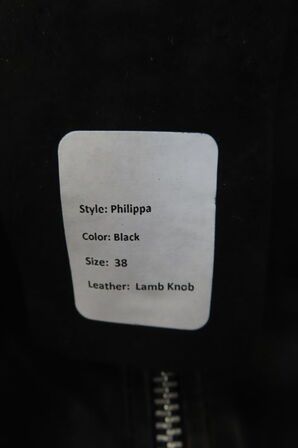 Style: Philippa
Color: Black
Size: 38
Leather: Lamb Knob